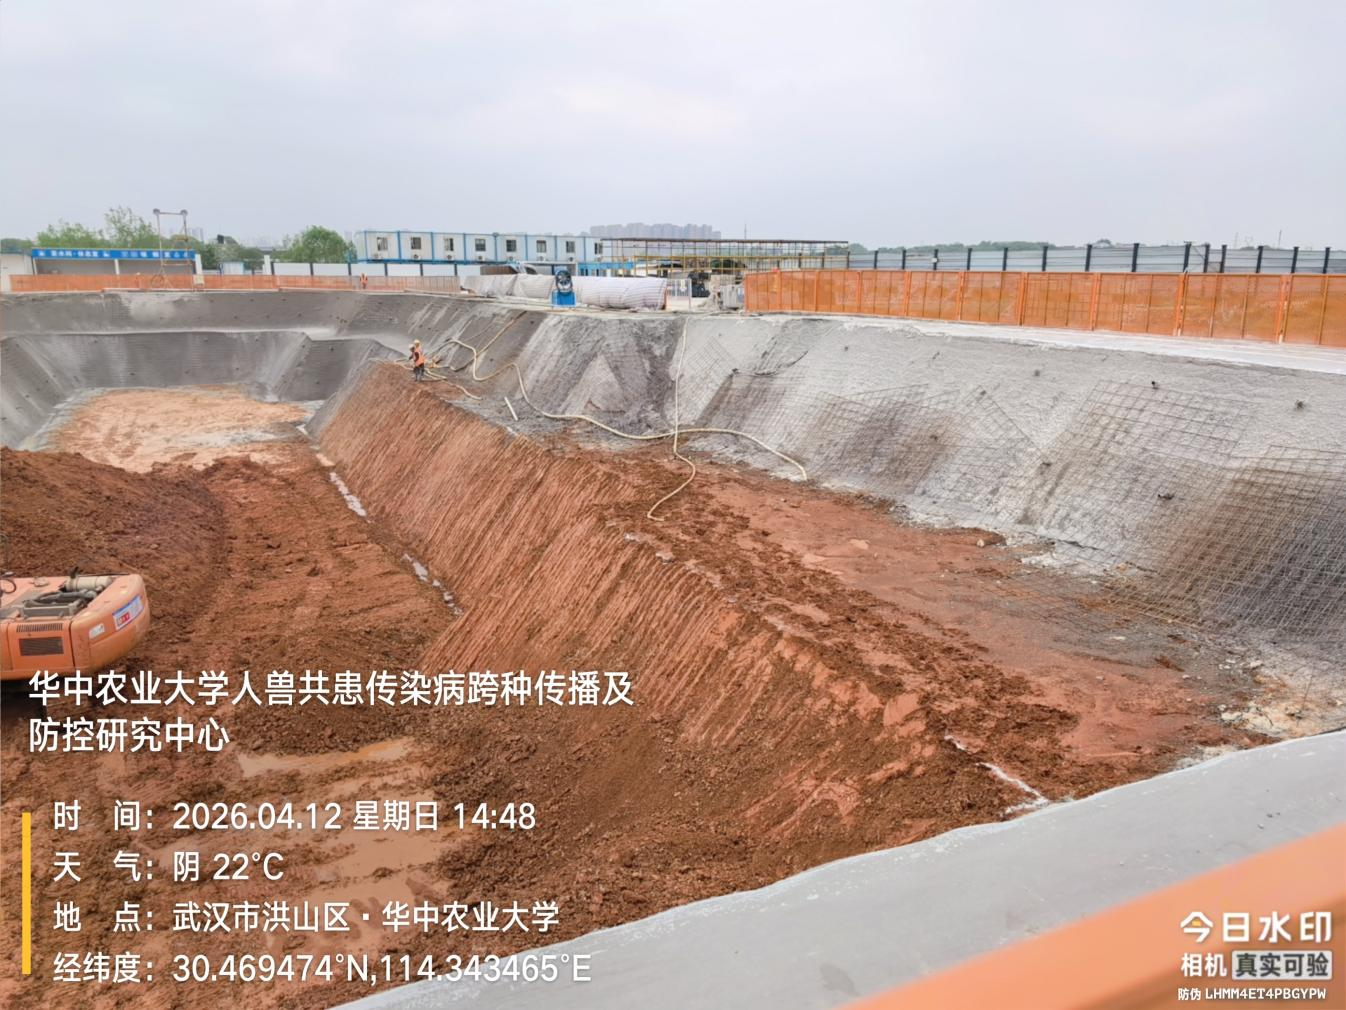 华中农业大学人兽共患传染病跨种传播及
防控研究中心
时 间：2026.04.12 星期日 14:48
天 气：阴 22°C
地 点：武汉市洪山区·华中农业大学
经纬度：30.469474°N,114.343465°E
今日水印
相机 真实可验
防伪 LHMM4ET4PBGYPW